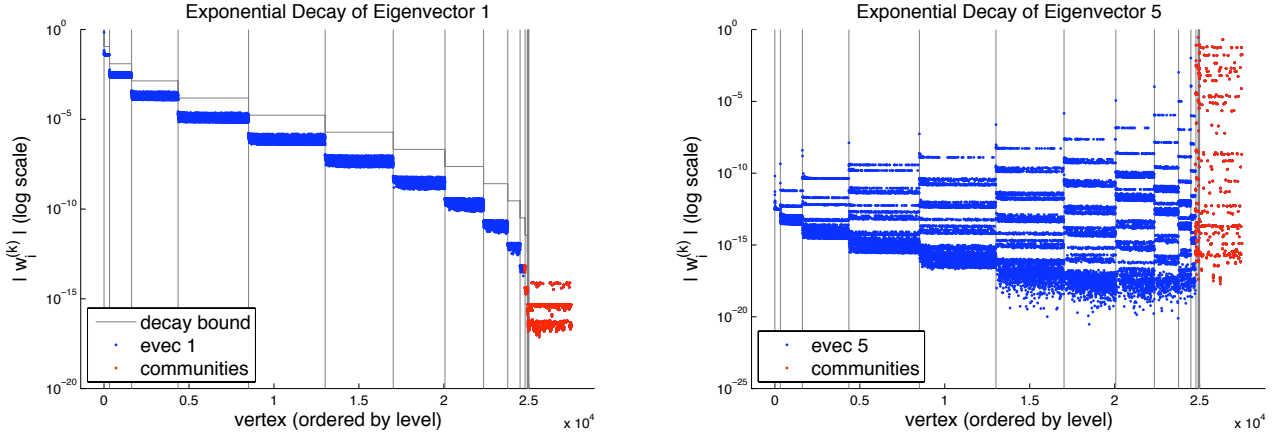 Exponential Decay of Eigenvector 1
10^0
10^-5
10^-10
10^-15
10^-20
| w_i^(k) | (log scale)
decay bound
evec 1
communities
0 0.5 1 1.5 2 2.5
x 10^4
vertex (ordered by level)
Exponential Decay of Eigenvector 5
10^0
10^-5
10^-10
10^-15
10^-20
10^-25
| w_i^(k) | (log scale)
evec 5
communities
0 0.5 1 1.5 2 2.5
x 10^4
vertex (ordered by level)